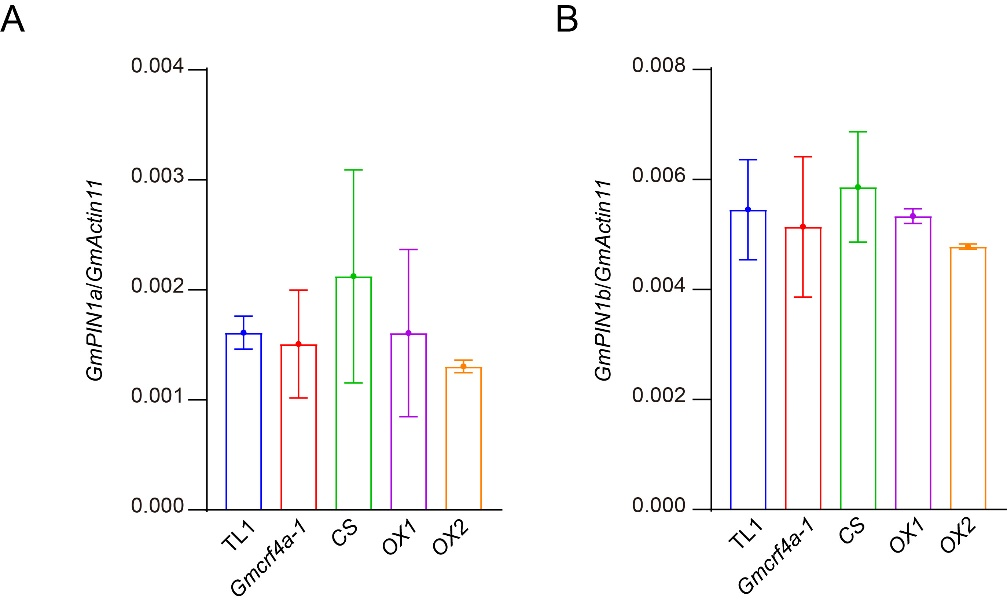 A
GmPIN1a/GmActin11
0.004
0.003
0.002
0.001
0.000
TL1
Gmcrf4a-1
CS
OX1
OX2
B
GmPIN1b/GmActin11
0.008
0.006
0.004
0.002
0.000
TL1
Gmcrf4a-1
CS
OX1
OX2